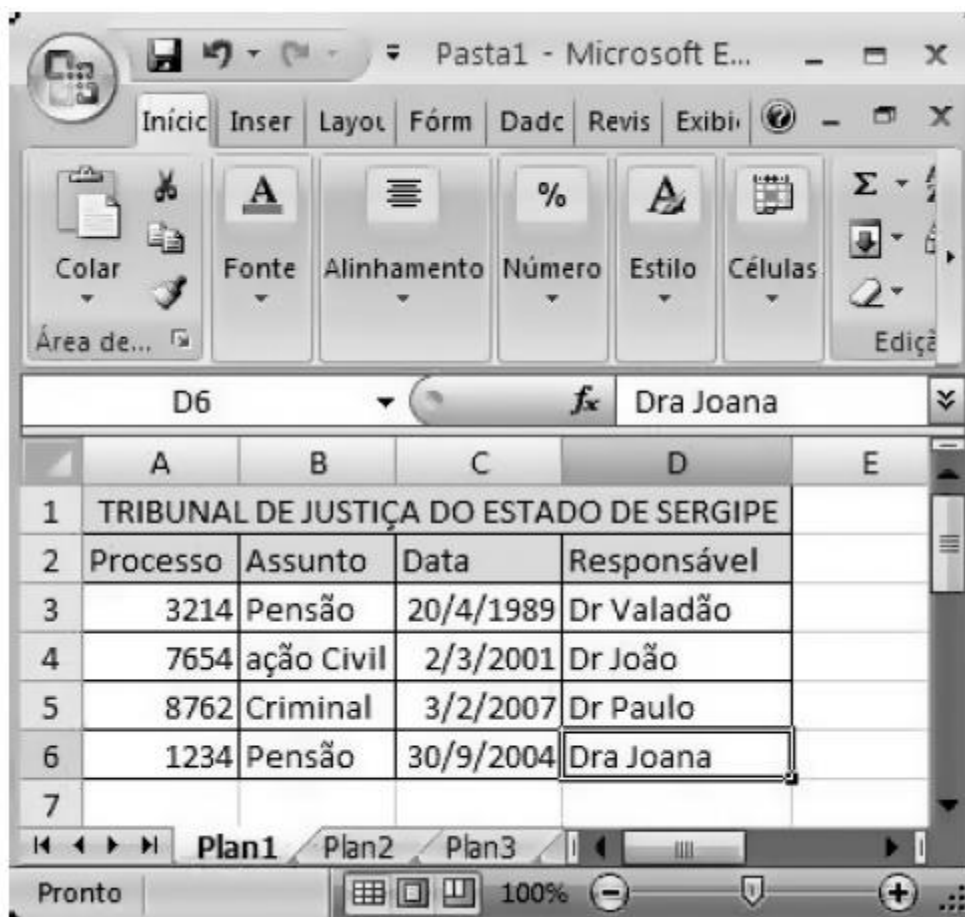 Pasta1 - Microsoft E...
Iníci Inser Layou Fórm Dadc Revis Exibi
A % A Σ
Colar Fonte Alinhamento Número Estilo Células
Área de... Ediçã
D6 fx Dra Joana
A B C D E
1 TRIBUNAL DE JUSTIÇA DO ESTADO DE SERGIPE
2 Processo Assunto Data Responsável
3 3214 Pensão 20/4/1989 Dr Valadão
4 7654 ação Civil 2/3/2001 Dr João
5 8762 Criminal 3/2/2007 Dr Paulo
6 1234 Pensão 30/9/2004 Dra Joana
7
Plan1 Plan2 Plan3
Pronto 100%